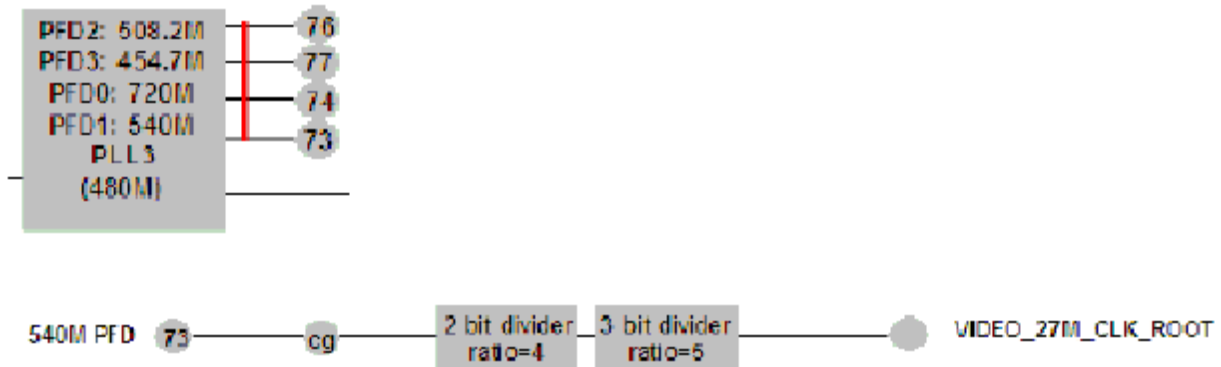 PFD2: 508.2M
76
PFD3: 454.7M
77
PFD0: 720M
74
PFD1: 540M
73
PLL3
(480M)
540M PFD
73
cg
2 bit divider
ratio=4
3 bit divider
ratio=5
VIDEO_27M_CLK_ROOT